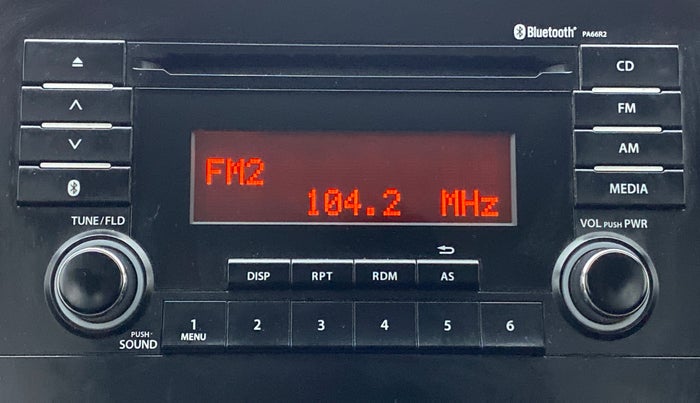 Bluetooth® PA66R2
CD
FM
AM
MEDIA
FM2
104.2 MHz
TUNE/FLD
VOL PUSH PWR
DISP RPT RDM AS
PUSH-
SOUND
1 2 3 4 5 6
MENU